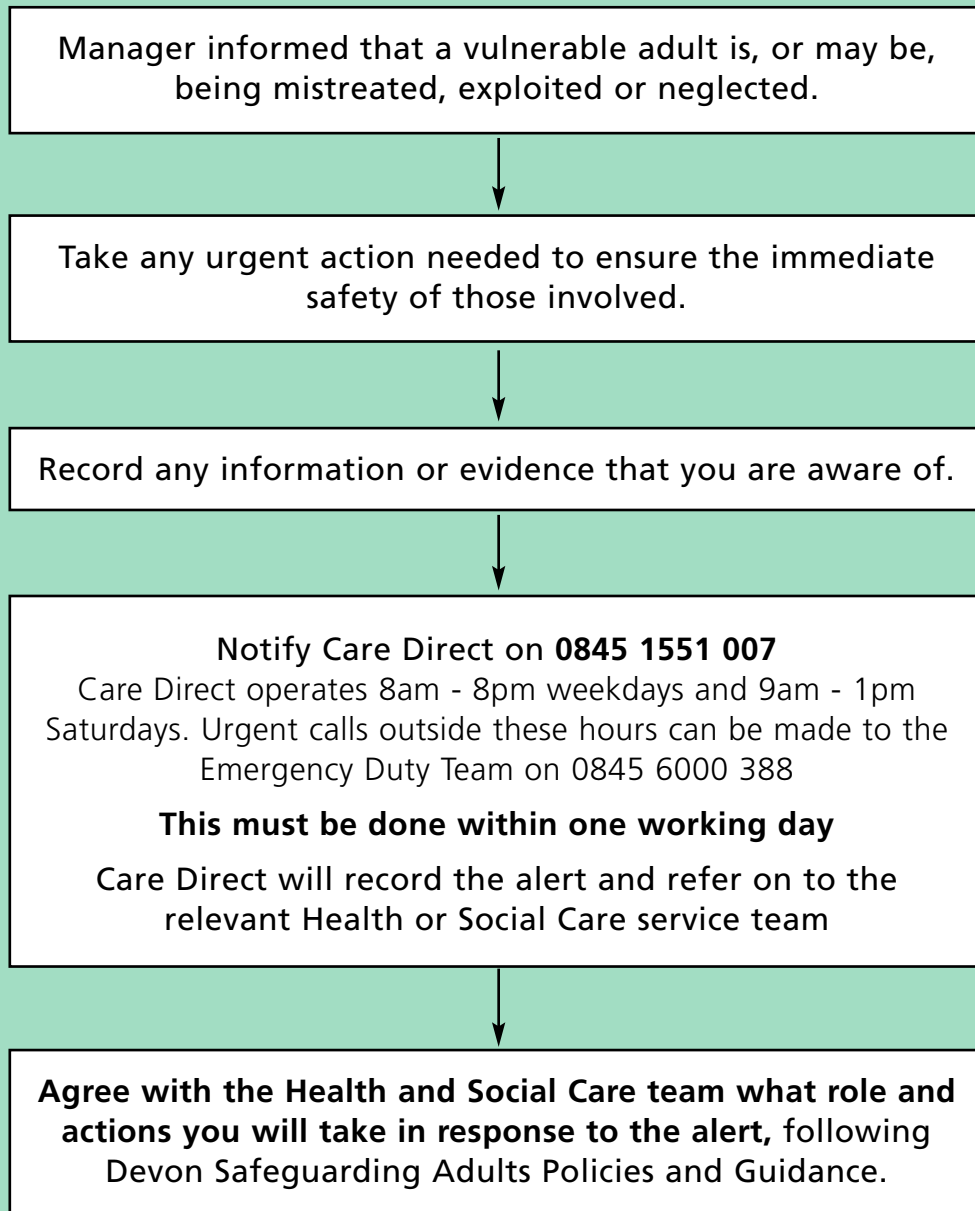 Manager informed that a vulnerable adult is, or may be,
being mistreated, exploited or neglected.
Take any urgent action needed to ensure the immediate
safety of those involved.
Record any information or evidence that you are aware of.
Notify Care Direct on 0845 1551 007
Care Direct operates 8am - 8pm weekdays and 9am - 1pm
Saturdays. Urgent calls outside these hours can be made to the
Emergency Duty Team on 0845 6000 388
This must be done within one working day
Care Direct will record the alert and refer on to the
relevant Health or Social Care service team
Agree with the Health and Social Care team what role and
actions you will take in response to the alert, following
Devon Safeguarding Adults Policies and Guidance.